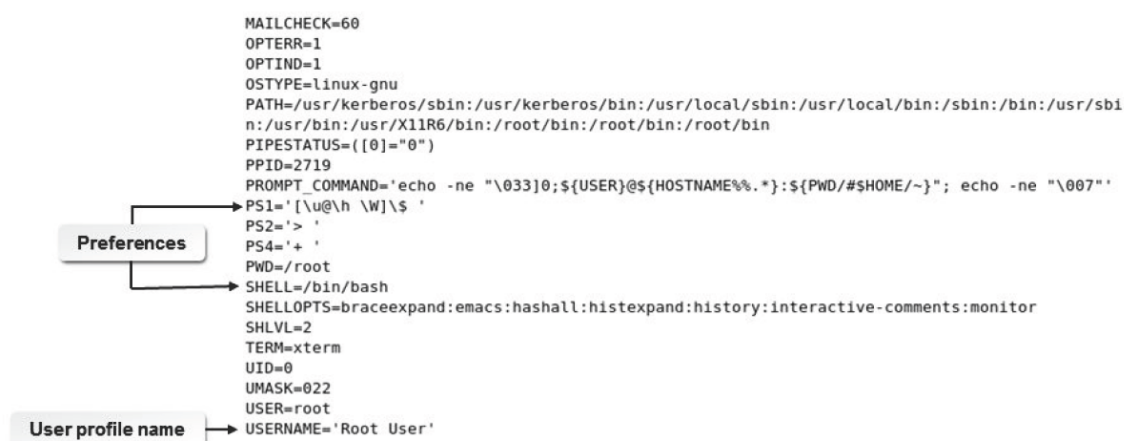 MAILCHECK=60
OPTERR=1
OPTIND=1
OSTYPE=linux-gnu
PATH=/usr/kerberos/sbin:/usr/kerberos/bin:/usr/local/sbin:/usr/local/bin:/sbin:/bin:/usr/sbi
n:/usr/bin:/usr/X11R6/bin:/root/bin:/root/bin:/root/bin
PIPESTATUS=([0]="0")
PPID=2719
PROMPT_COMMAND='echo -ne "\033]0;${USER}@${HOSTNAME%%.*}:${PWD/#$HOME/~}"; echo -ne "\007"'
PS1='[\u@\h \W]\$ '
PS2='> '
Preferences
PS4='+ '
PWD=/root
SHELL=/bin/bash
SHELLOPTS=braceexpand:emacs:hashall:histexpand:history:interactive-comments:monitor
SHLVL=2
TERM=xterm
UID=0
UMASK=022
USER=root
User profile name
USERNAME='Root User'